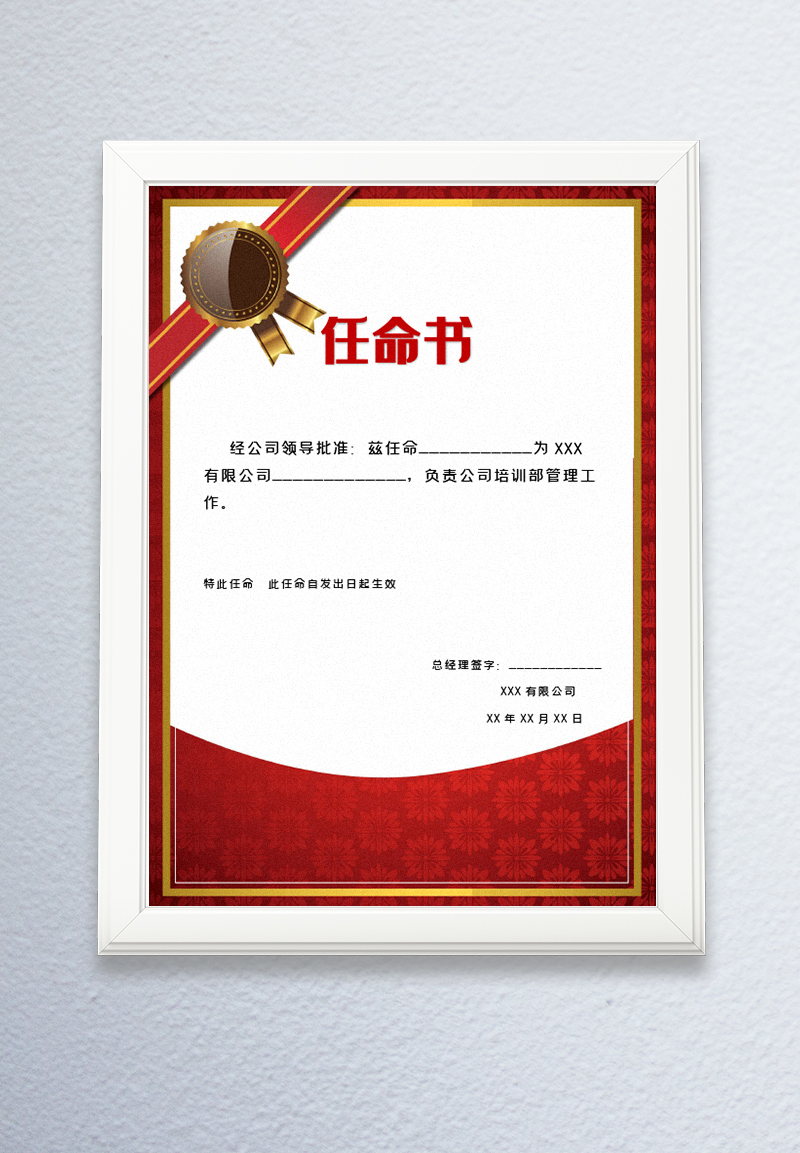 任命书
经公司领导批准：兹任命____________为 XXX
有限公司______________，负责公司培训部管理工
作。
特此任命 此任命自发出日起生效
总经理签字：____________
XXX 有限公司
XX 年 XX 月 XX 日